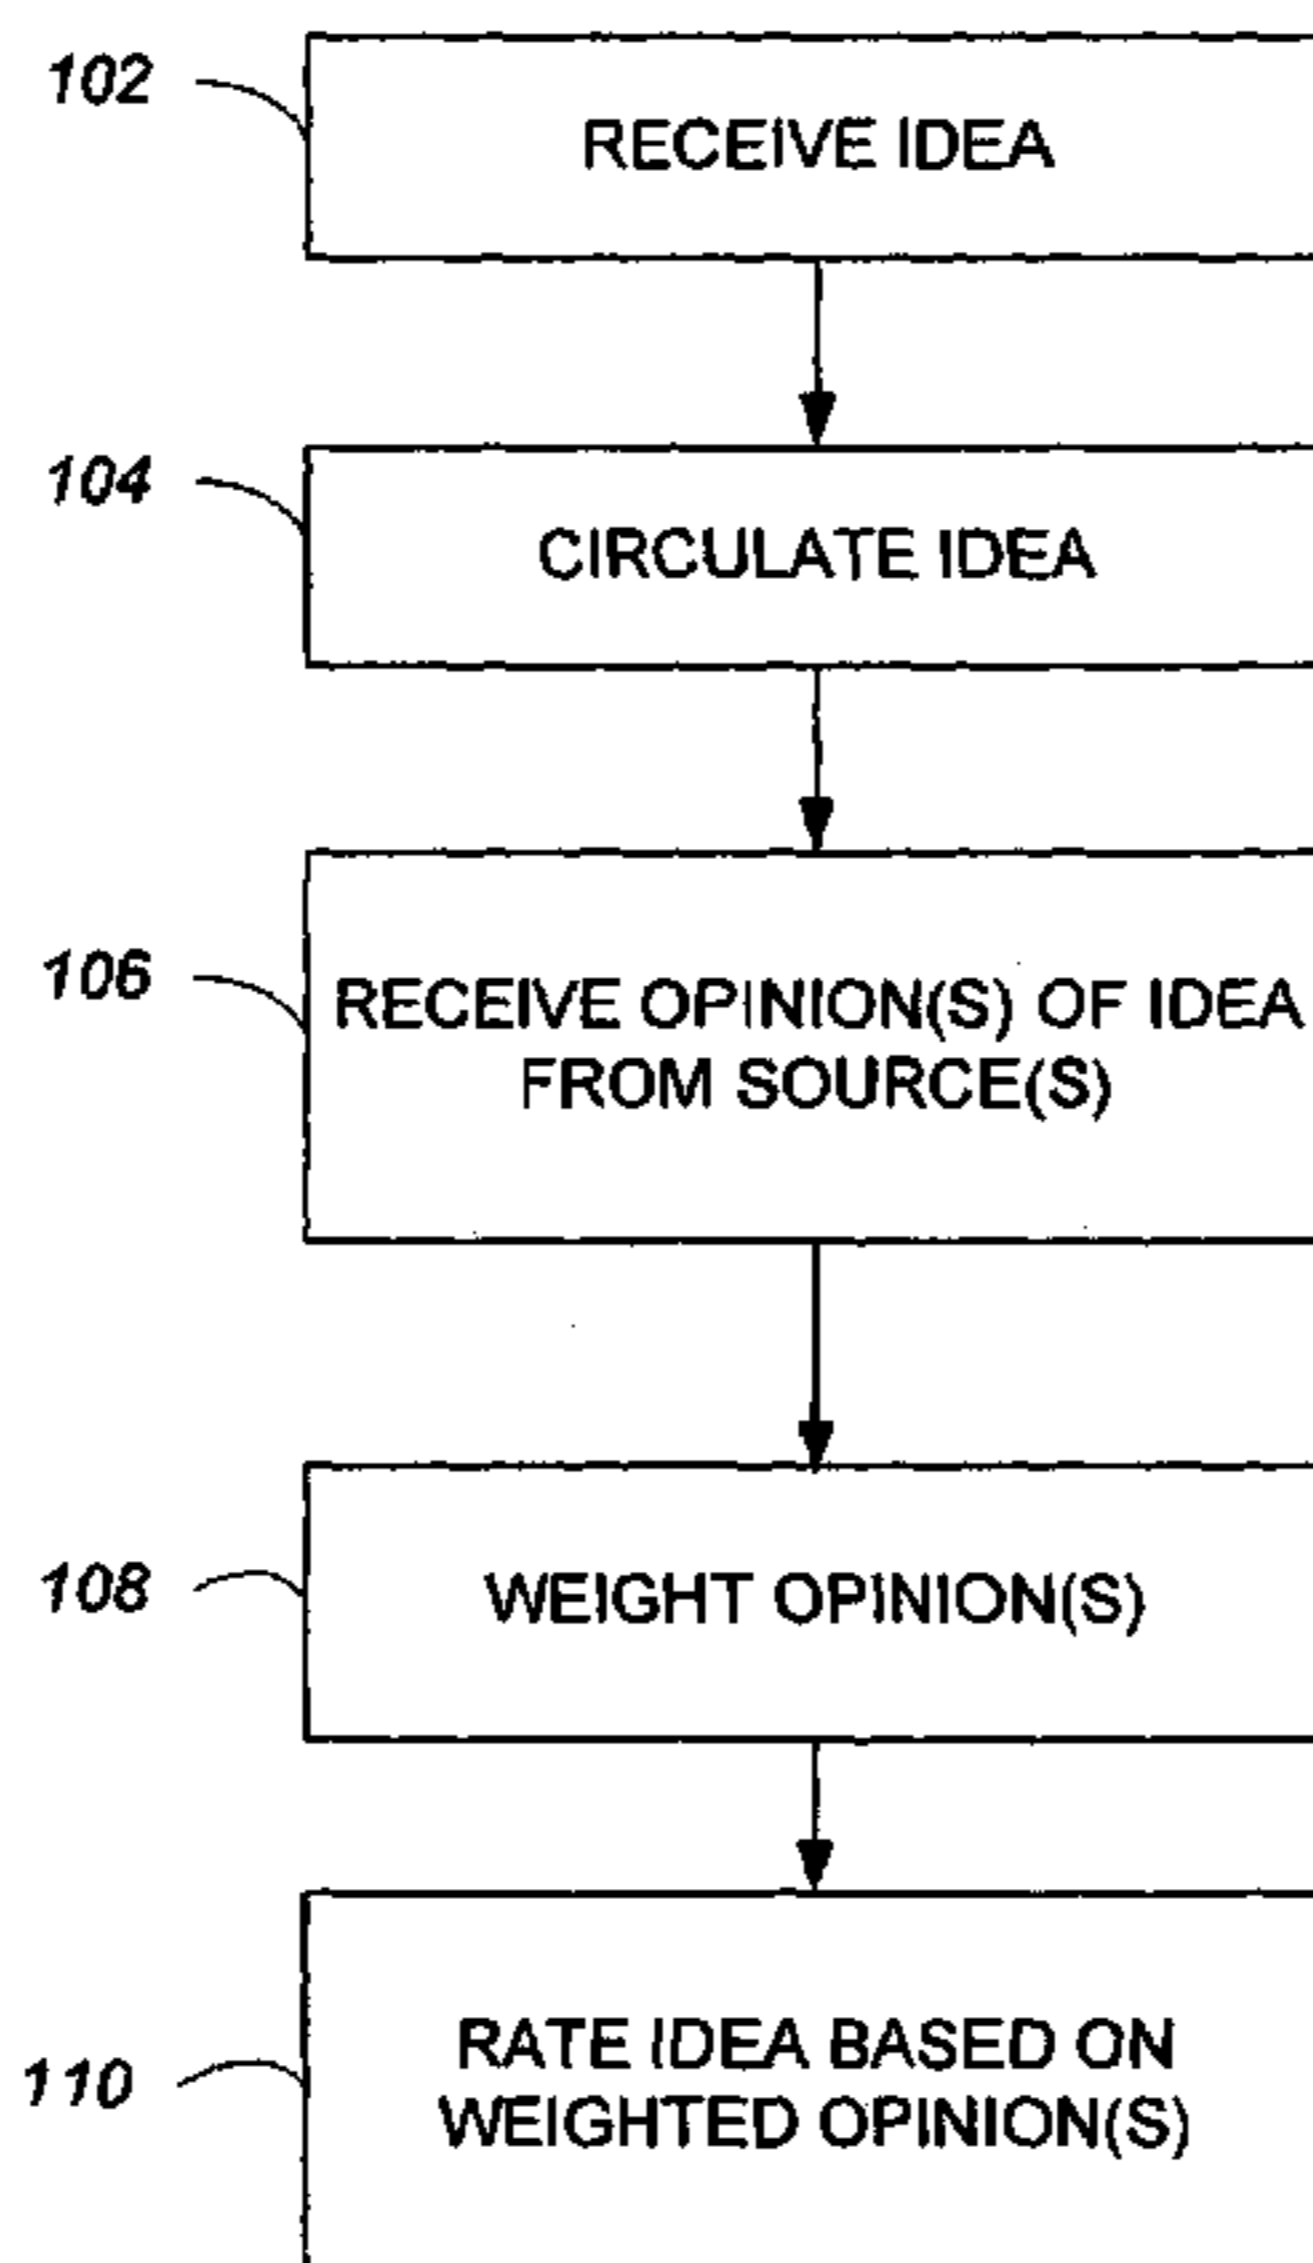 102
RECEIVE IDEA
104
CIRCULATE IDEA
106
RECEIVE OPINION(S) OF IDEA
FROM SOURCE(S)
108
WEIGHT OPINION(S)
110
RATE IDEA BASED ON
WEIGHTED OPINION(S)